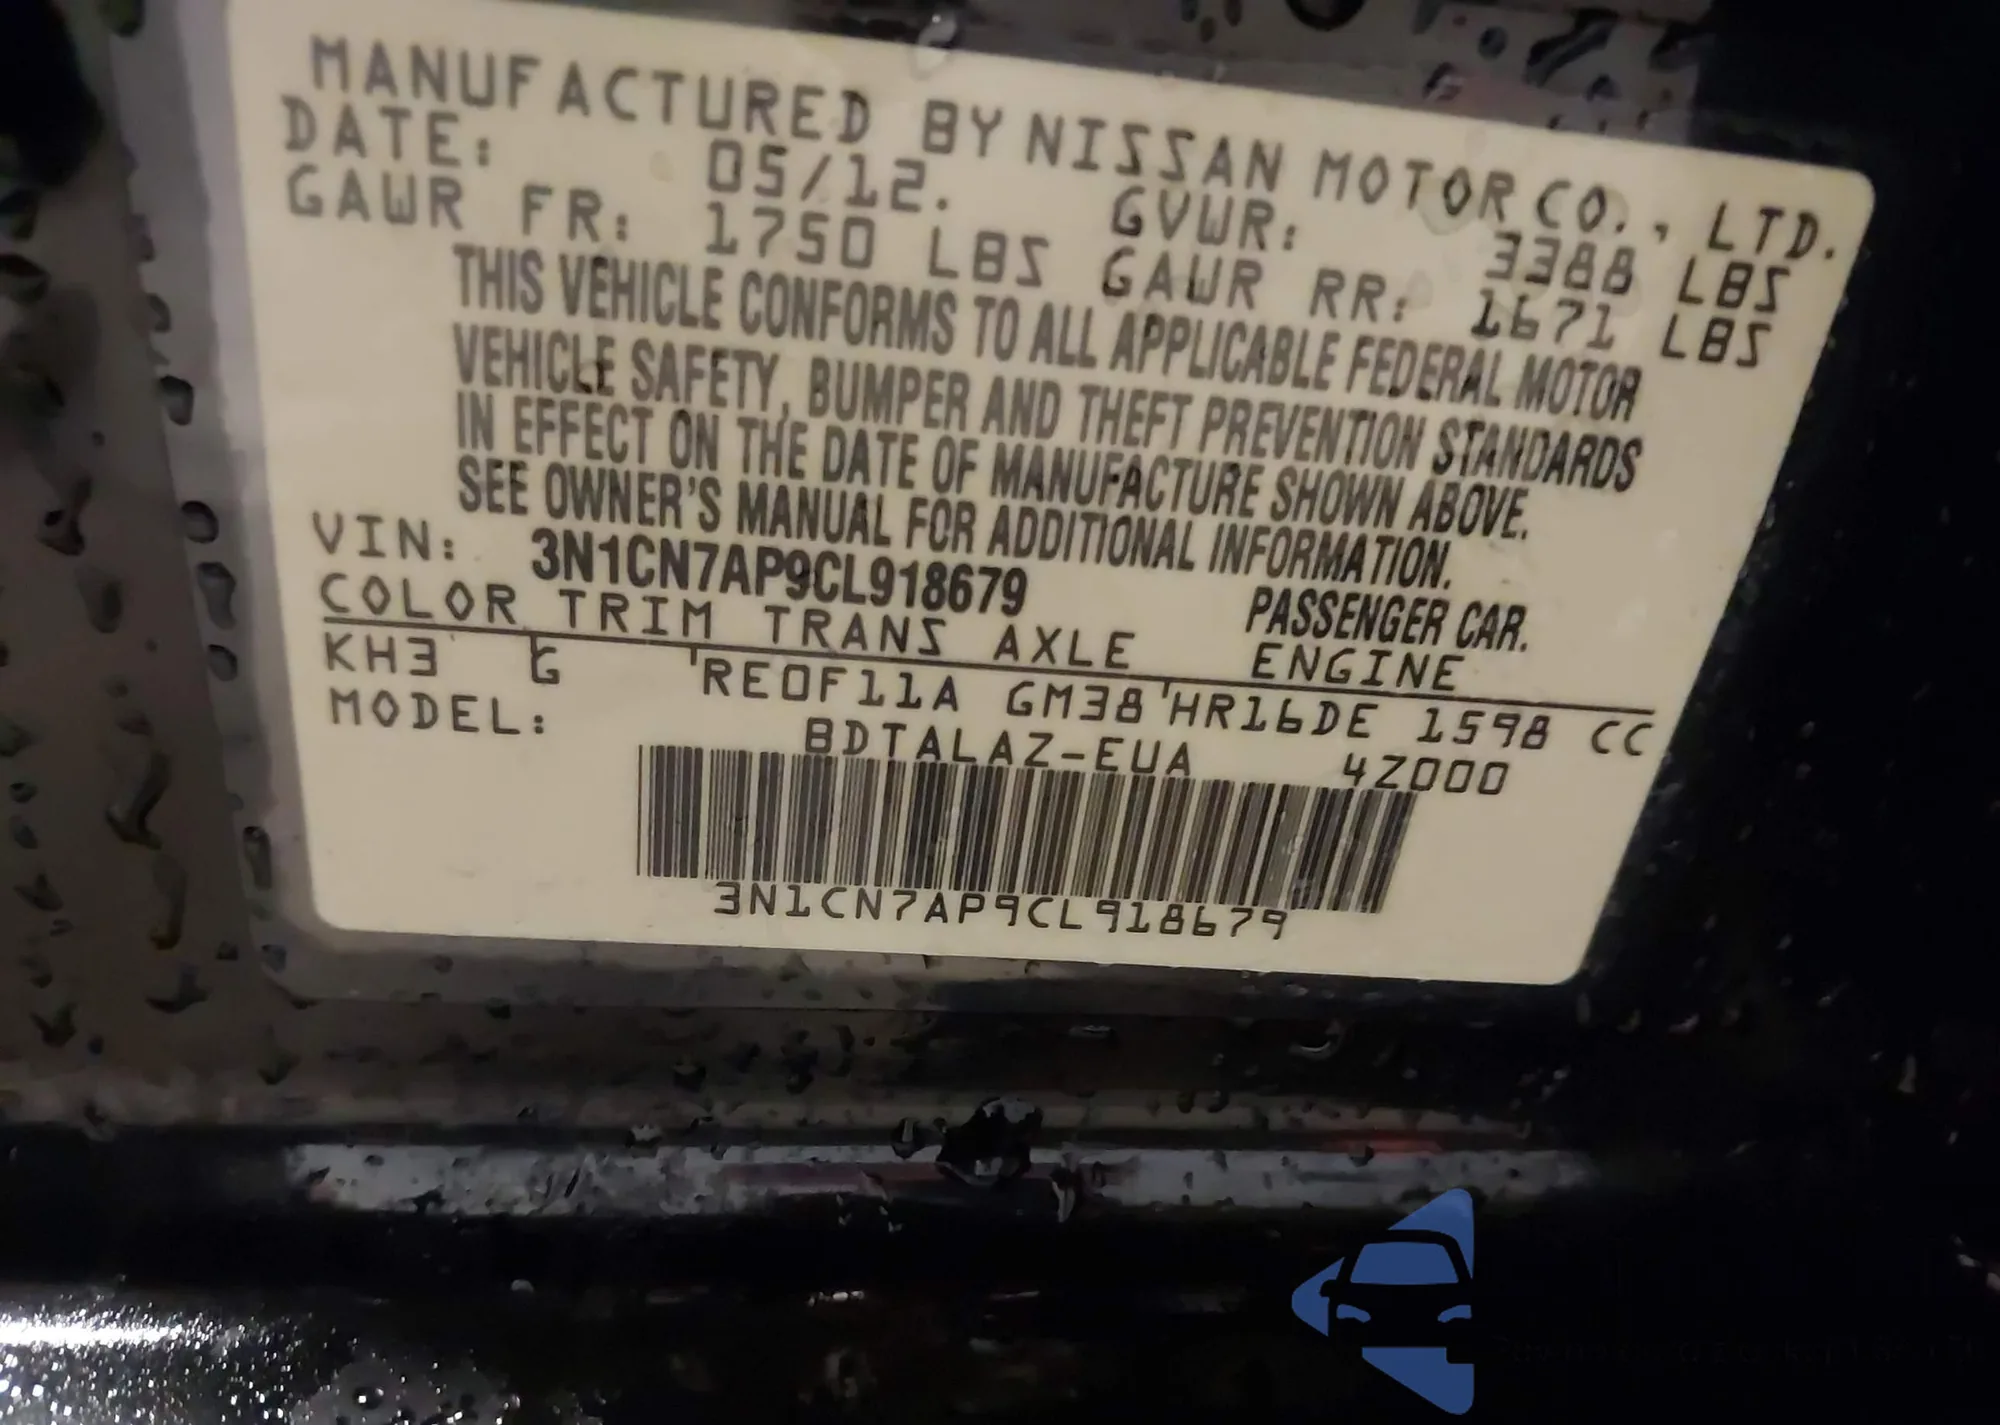 MANUFACTURED BY NISSAN MOTOR CO., LTD.
DATE: 05/12. GVWR: 3388 LBS
GAWR FR: 1750 LBS GAWR RR: 1671 LBS
THIS VEHICLE CONFORMS TO ALL APPLICABLE FEDERAL MOTOR
VEHICLE SAFETY, BUMPER AND THEFT PREVENTION STANDARDS
IN EFFECT ON THE DATE OF MANUFACTURE SHOWN ABOVE.
SEE OWNER'S MANUAL FOR ADDITIONAL INFORMATION.
VIN: 3N1CN7AP9CL918679 PASSENGER CAR.
COLOR TRIM TRANS AXLE ENGINE
KH3 G RE0F11A GM38 HR16DE 1598 CC
MODEL: BDTALAZ-EUA 4Z000
3N1CN7AP9CL918679